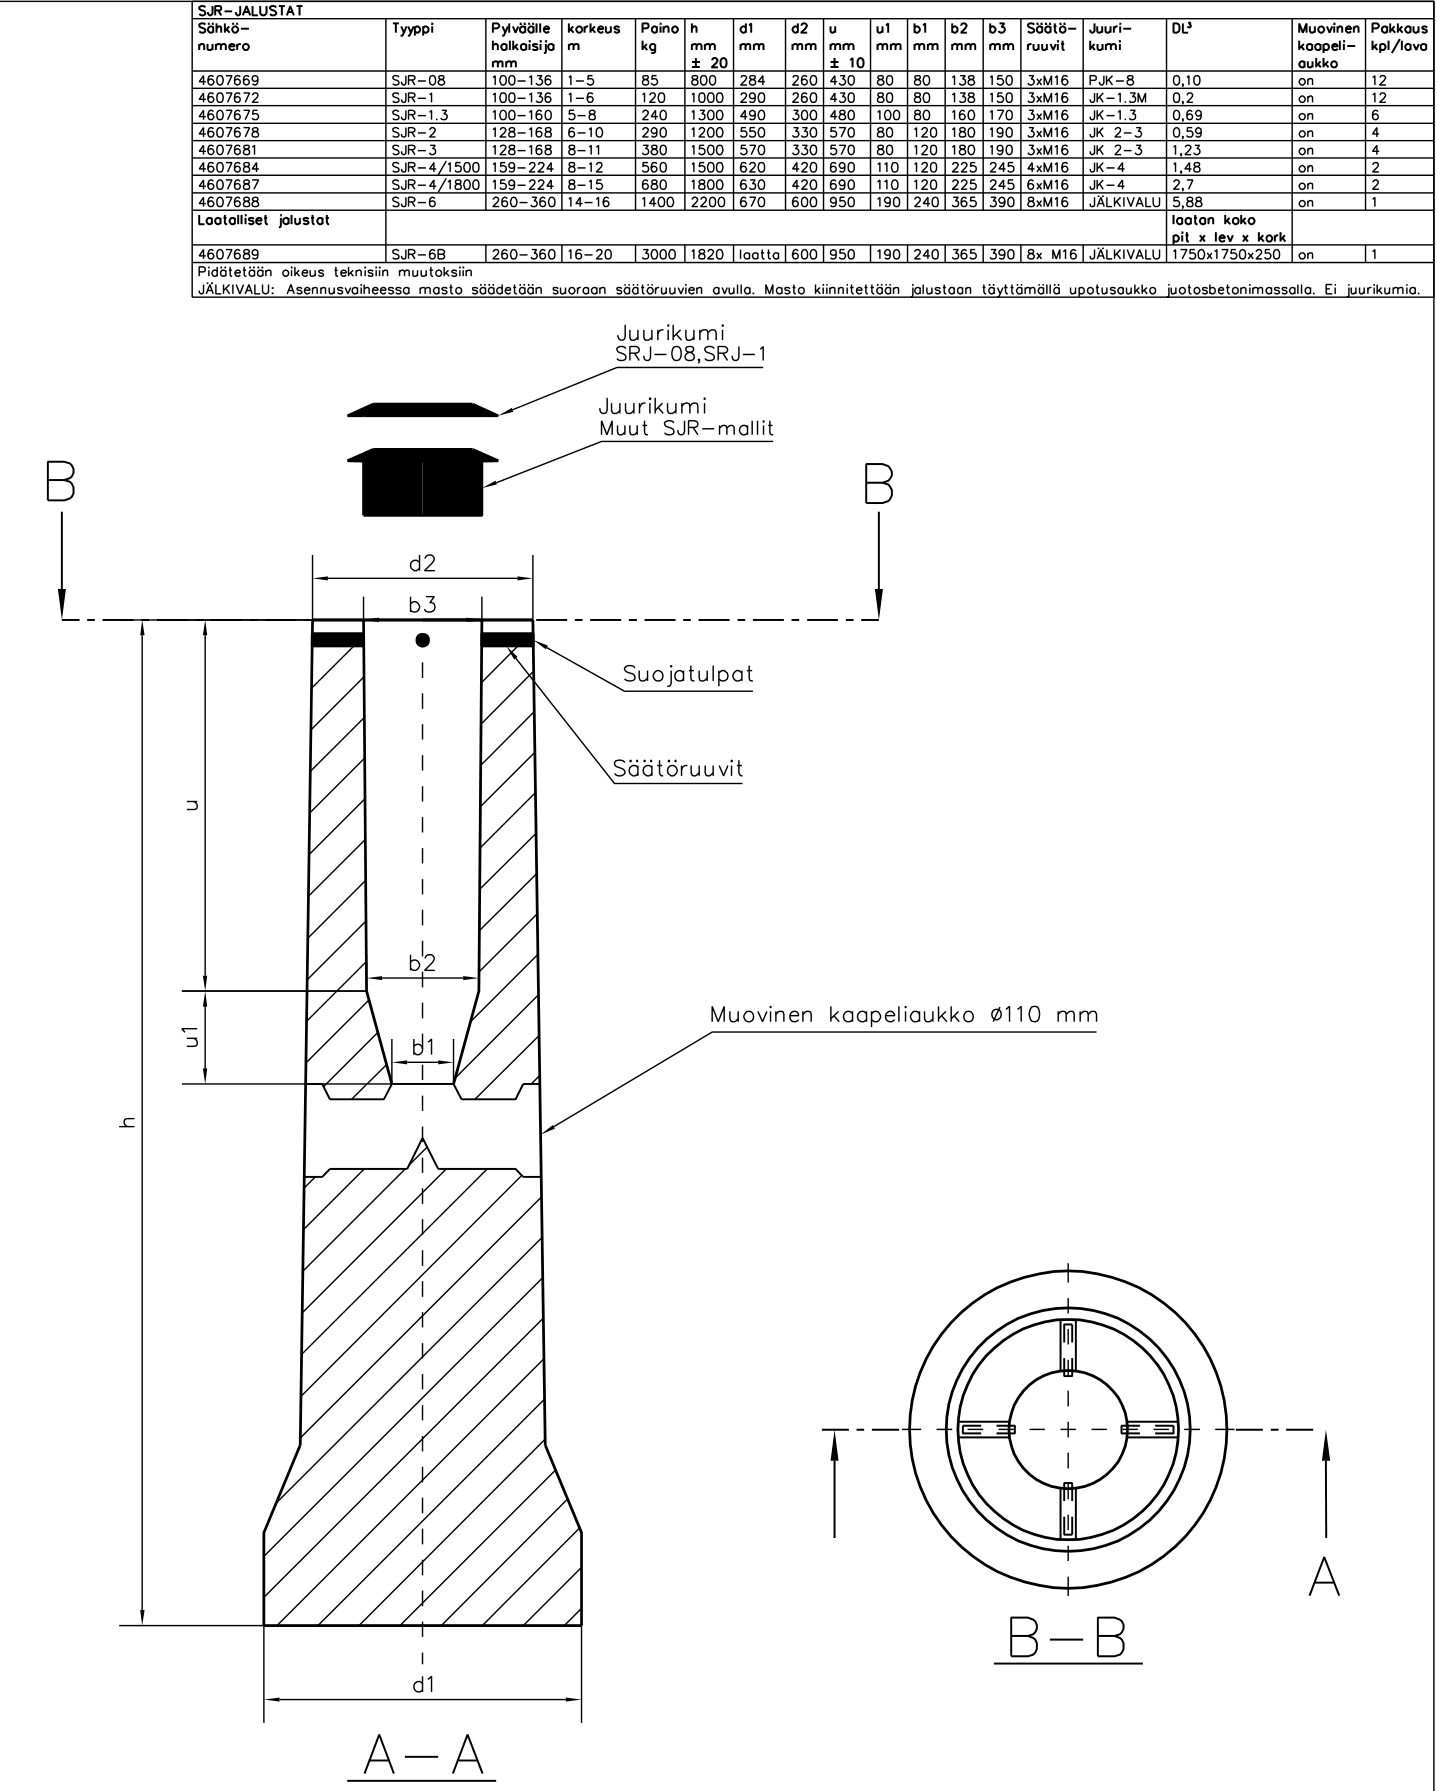 SJR-JALUSTAT
Sähkö- Tyyppi Pylväälle korkeus Paino h d1 d2 u u1 b1 b2 b3 Säätö- Juuri- DL³ Muovinen Pakkaus
numero halkaisija m kg mm mm mm mm mm mm mm mm ruuvit kumi kaapeli- kpl/lava
mm ± 20 ± 10 aukko
4607669 SJR-08 100-136 1-5 85 800 284 260 430 80 80 138 150 3xM16 PJK-8 0,10 on 12
4607672 SJR-1 100-136 1-6 120 1000 290 260 430 80 80 138 150 3xM16 JK-1.3M 0,2 on 12
4607675 SJR-1.3 100-160 5-8 240 1300 490 300 480 100 80 160 170 3xM16 JK-1.3 0,69 on 6
4607678 SJR-2 128-168 6-10 290 1200 550 330 570 80 120 180 190 3xM16 JK 2-3 0,59 on 4
4607681 SJR-3 128-168 8-11 380 1500 570 330 570 80 120 180 190 3xM16 JK 2-3 1,23 on 4
4607684 SJR-4/1500 159-224 8-12 560 1500 620 420 690 110 120 225 245 4xM16 JK-4 1,48 on 2
4607687 SJR-4/1800 159-224 8-15 680 1800 630 420 690 110 120 225 245 6xM16 JK-4 2,7 on 2
4607688 SJR-6 260-360 14-16 1400 2200 670 600 950 190 240 365 390 8xM16 JÄLKIVALU 5,88 on 1
Laatalliset jalustat laatan koko
pit x lev x kork
4607689 SJR-6B 260-360 16-20 3000 1820 laatta 600 950 190 240 365 390 8x M16 JÄLKIVALU 1750x1750x250 on 1
Pidätetään oikeus teknisiin muutoksiin
JÄLKIVALU: Asennusvaiheessa masto säädetään suoraan säätöruuvien avulla. Masto kiinnitettään jalustaan täyttämällä upotusaukko juotosbetonimassalla. Ei juurikumia.
Juurikumi
SRJ-08,SRJ-1
Juurikumi
Muut SJR-mallit
B B
d2
b3
Suojatulpat
Säätöruuvit
u
b2
Muovinen kaapeliaukko Ø110 mm
u1
b1
h
A
B-B
d1
A-A